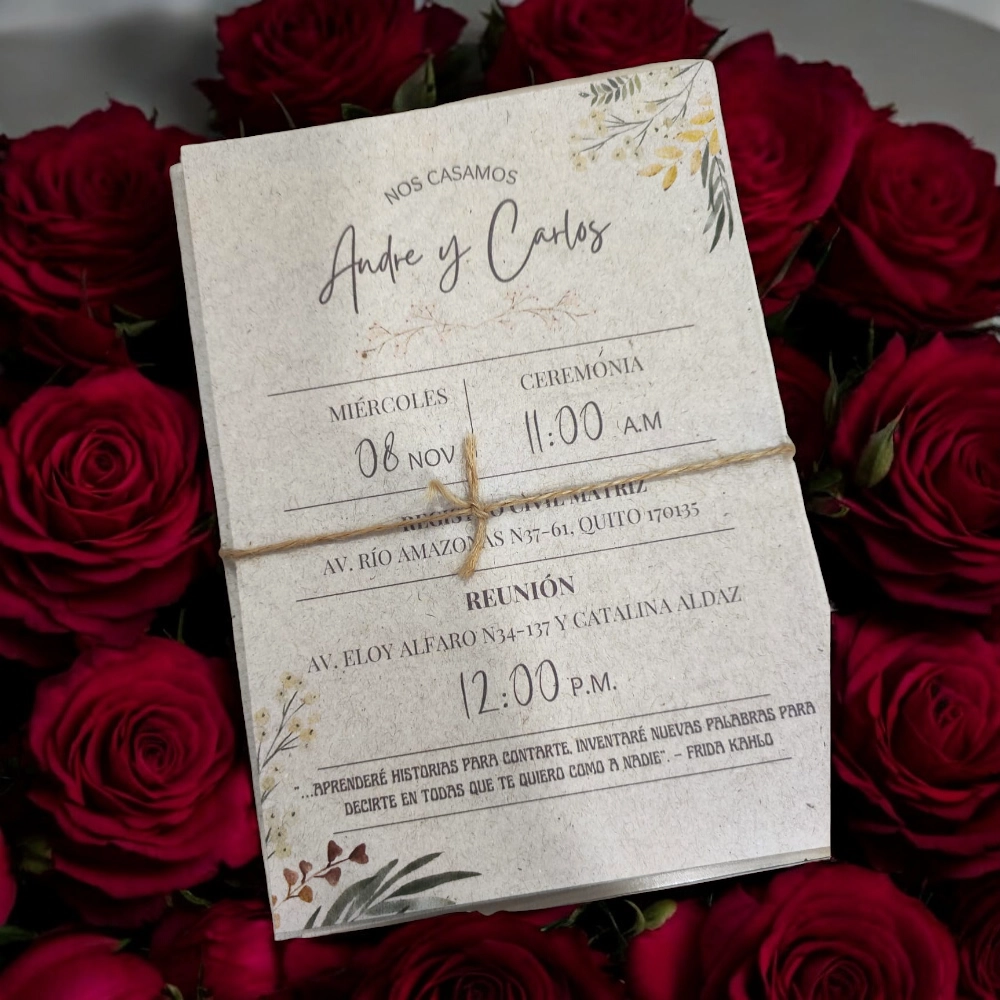 NOS CASAMOS
Andre y Carlos
MIÉRCOLES
08 NOV
CEREMÓNIA
11:00 A.M
REGISTRO CIVIL MATRIZ
AV. RÍO AMAZONAS N37-61, QUITO 170135
REUNIÓN
AV. ELOY ALFARO N34-137 Y CATALINA ALDAZ
12:00 P.M.
"...APRENDERÉ HISTORIAS PARA CONTARTE, INVENTARÉ NUEVAS PALABRAS PARA
DECIRTE EN TODAS QUE TE QUIERO COMO A NADIE". - FRIDA KAHLO